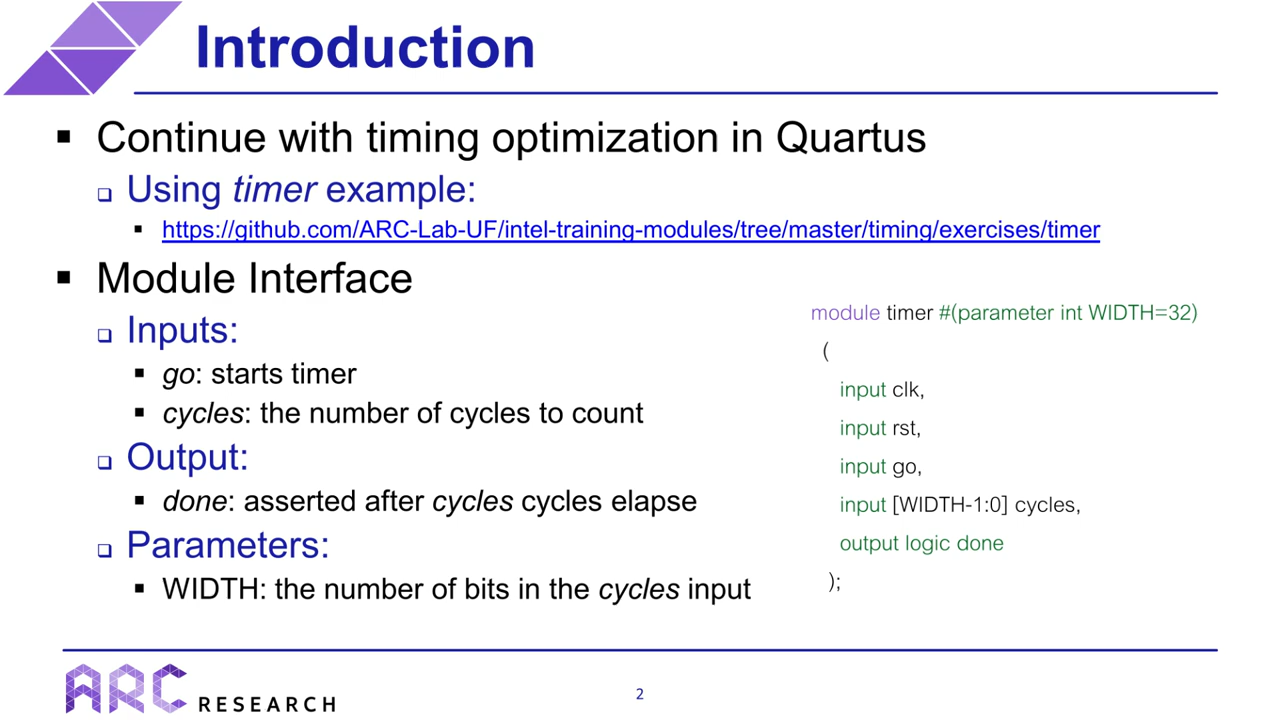 Introduction
Continue with timing optimization in Quartus
Using timer example:
https://github.com/ARC-Lab-UF/intel-training-modules/tree/master/timing/exercises/timer
Module Interface
Inputs:
go: starts timer
cycles: the number of cycles to count
Output:
done: asserted after cycles cycles elapse
Parameters:
WIDTH: the number of bits in the cycles input
module timer #(parameter int WIDTH=32)
(
input clk,
input rst,
input go,
input [WIDTH-1:0] cycles,
output logic done
);
ARC RESEARCH
2